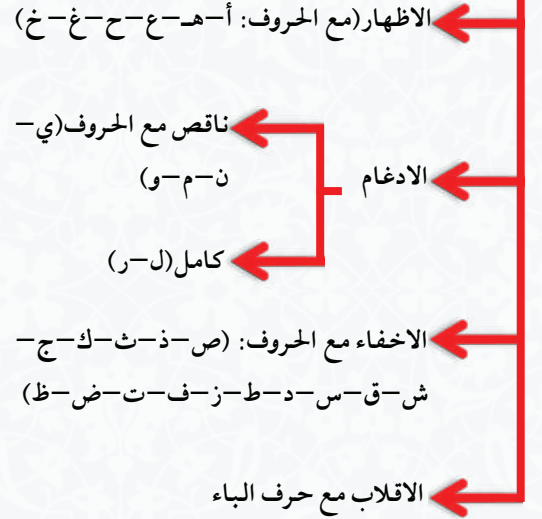 الاظهار(مع الحروف: أ–هـ–ع–ح–غ–خ)
ناقص مع الحروف(ي–
ن–م–و)
الادغام
كامل(ل–ر)
الاخفاء مع الحروف: (ص–ذ–ث–ك–ج–
ش–ق–س–د–ط–ز–ف–ت–ض–ظ)
الاقلاب مع حرف الباء